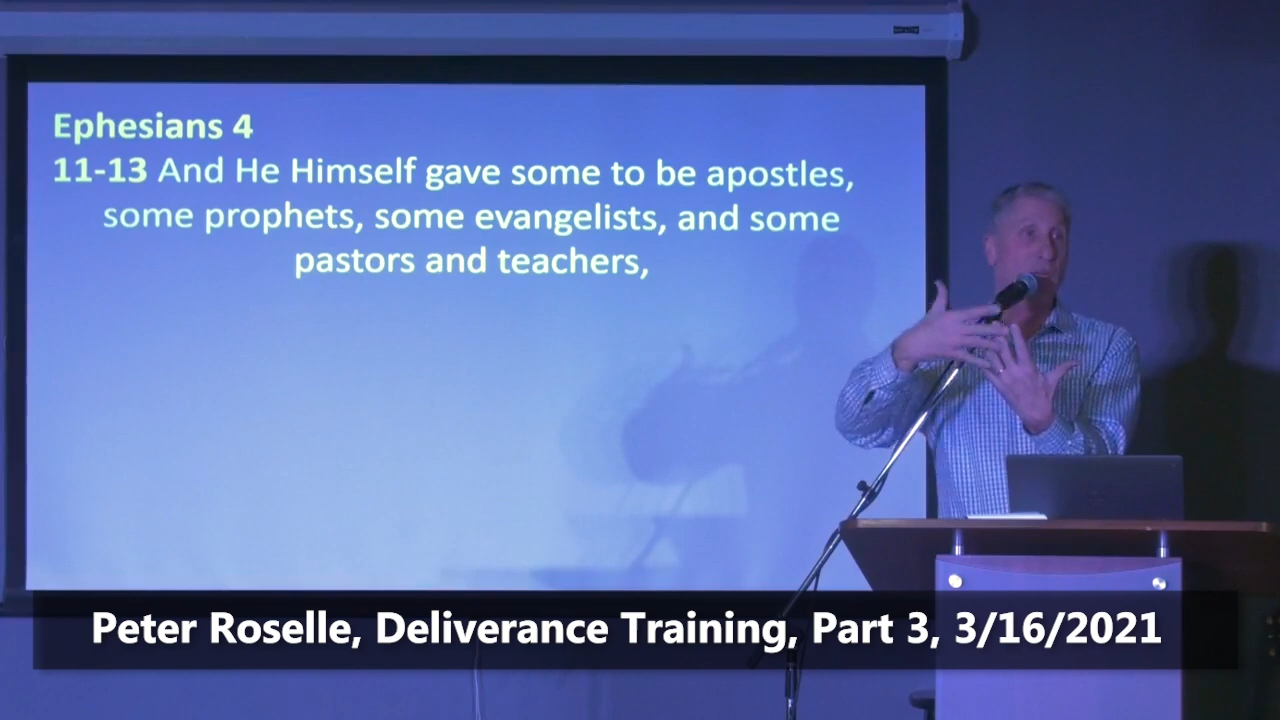 Ephesians 4
11-13 And He Himself gave some to be apostles,
some prophets, some evangelists, and some
pastors and teachers,
Peter Roselle, Deliverance Training, Part 3, 3/16/2021